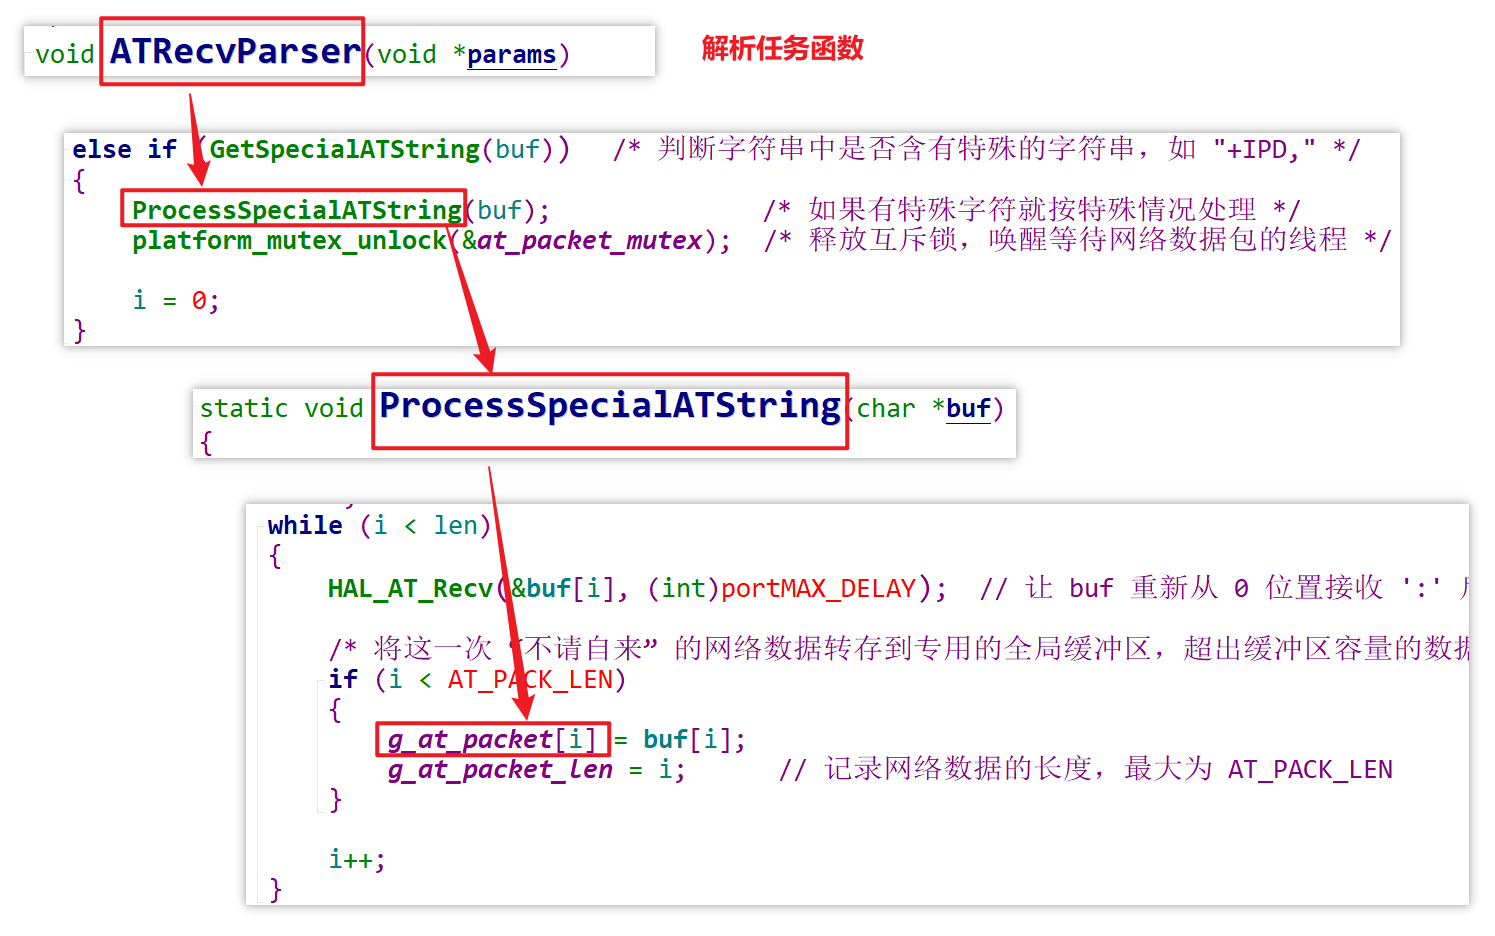 void ATRecvParser(void *params)
解析任务函数
else if (GetSpecialATString(buf)) /* 判断字符串中是否含有特殊的字符串，如 "+IPD," */
{
ProcessSpecialATString(buf); /* 如果有特殊字符就按特殊情况处理 */
platform_mutex_unlock(&at_packet_mutex); /* 释放互斥锁，唤醒等待网络数据包的线程 */
i = 0;
}
static void ProcessSpecialATString(char *buf)
{
while (i < len)
{
HAL_AT_Recv(&buf[i], (int)portMAX_DELAY); // 让 buf 重新从 0 位置接收 ':'
/* 将这一次 “不请自来” 的网络数据转存到专用的全局缓冲区，超出缓冲区容量的数据
if (i < AT_PACK_LEN)
{
g_at_packet[i] = buf[i];
g_at_packet_len = i; // 记录网络数据的长度，最大为 AT_PACK_LEN
}
i++;
}